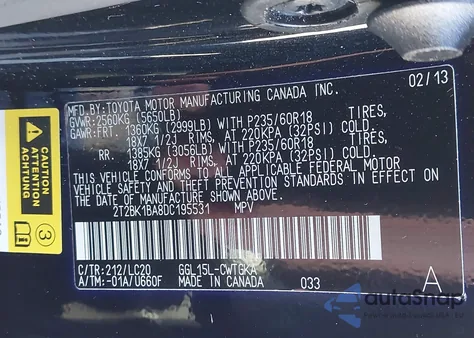 02/13
MFD.BY:TOYOTA MOTOR MANUFACTURING CANADA INC.
GVWR:2560KG (5650LB)
GAWR:FRT. 1360KG (2999LB)WITH P235/60R18 TIRES,
18X7 1/2J RIMS, AT 220KPA (32PSI) COLD.
RR. 1385KG (3056LB)WITH P235/60R18 TIRES,
18X7 1/2J RIMS, AT 220KPA (32PSI) COLD.
THIS VEHICLE CONFORMS TO ALL APPLICABLE FEDERAL MOTOR
VEHICLE SAFETY AND THEFT PREVENTION STANDARDS IN EFFECT ON
THE DATE OF MANUFACTURE SHOWN ABOVE.
2T2BK1BA8DC195531 MPV
C/TR:212/LC20 GGL15L-CWTGKA
A/TM:-01A/U660F MADE IN CANADA 033
A
CAUTION
ATTENTION
ACHTUNG
autoSnap